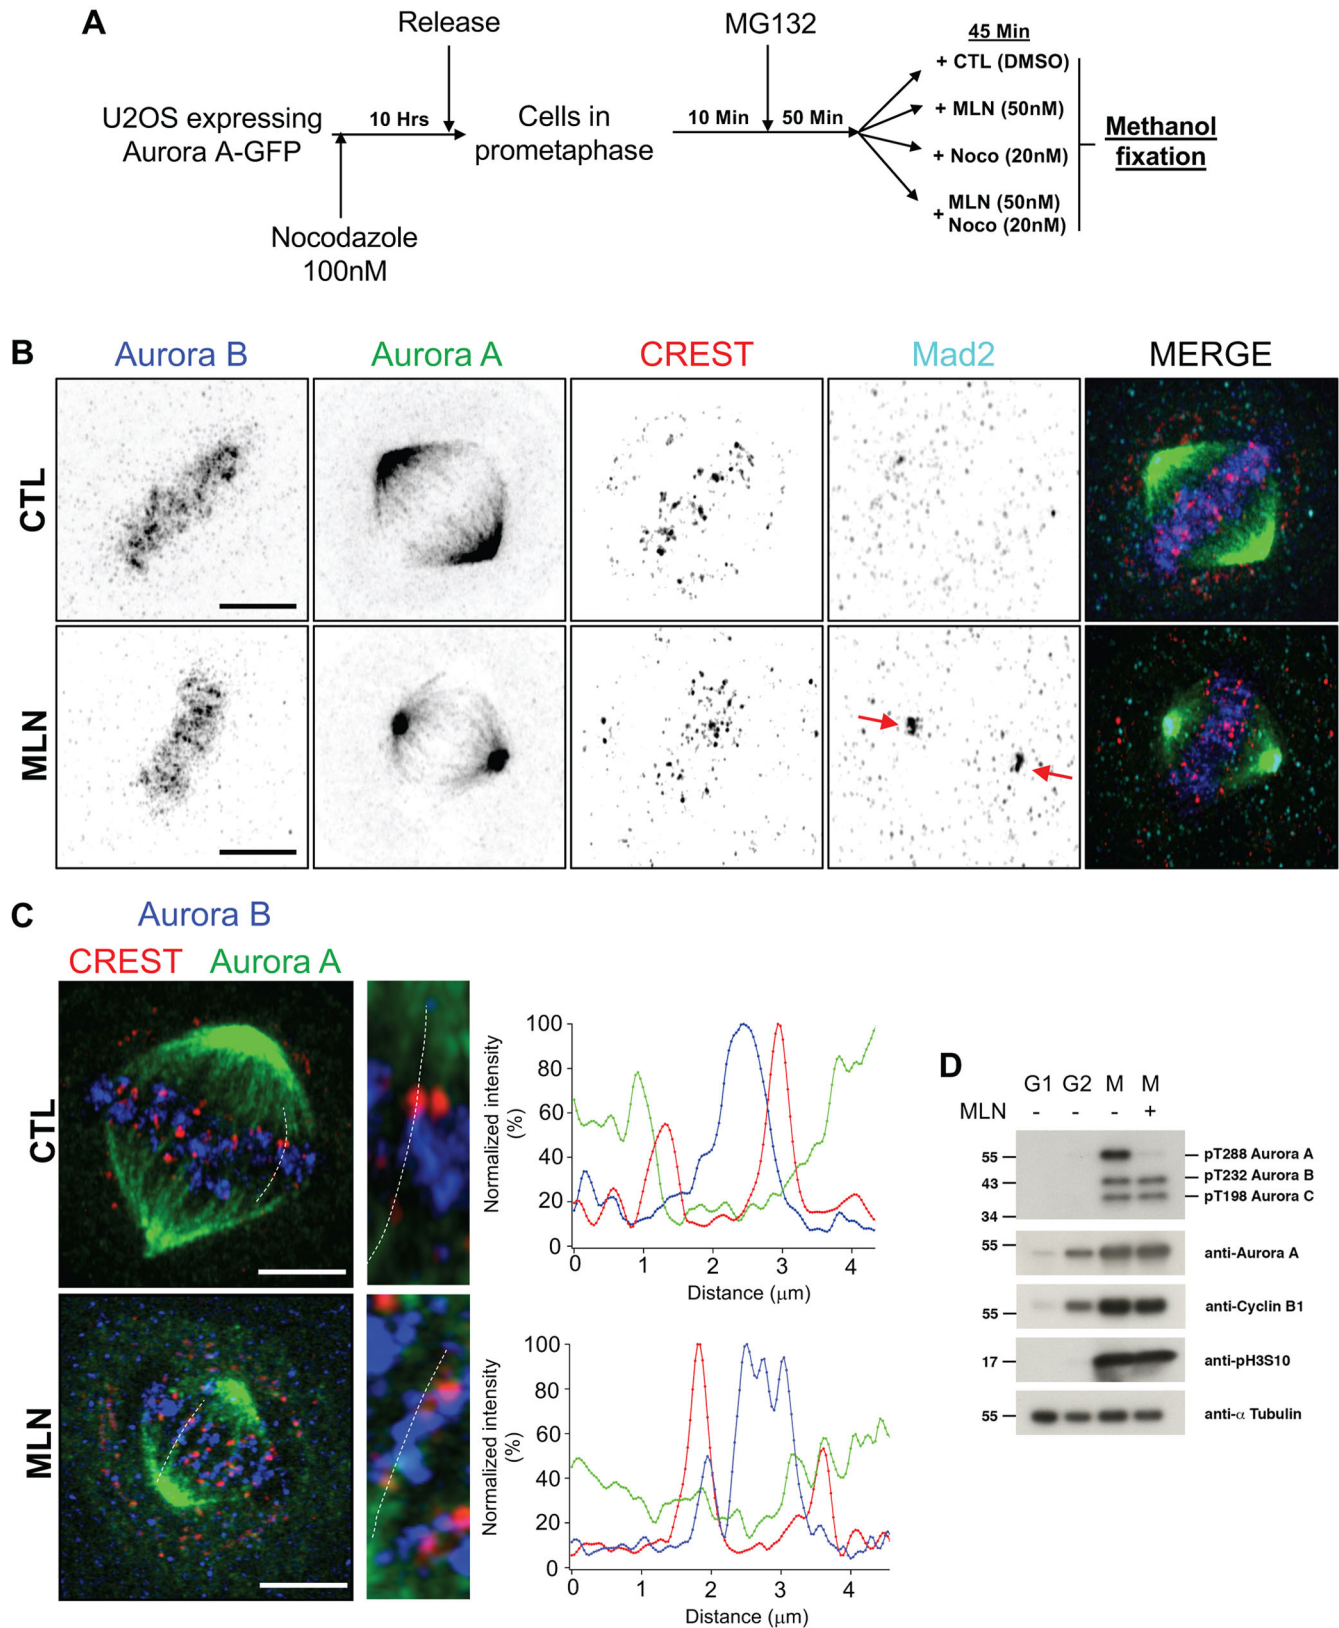 A
Release
MG132
45 Min
+ CTL (DMSO)
U2OS expressing
Aurora A-GFP
10 Hrs
Cells in
prometaphase
10 Min
50 Min
+ MLN (50nM)
+ Noco (20nM)
+ MLN (50nM)
Noco (20nM)
Methanol
fixation
Nocodazole
100nM
B
Aurora B
Aurora A
CREST
Mad2
MERGE
CTL
MLN
C
Aurora B
CREST
Aurora A
CTL
MLN
Normalized intensity
(%)
100
80
60
40
20
0
0 1 2 3 4
Distance (μm)
Normalized intensity
(%)
100
80
60
40
20
0
0 1 2 3 4
Distance (μm)
D
G1 G2 M M
MLN - - - +
55
43
34
pT288 Aurora A
pT232 Aurora B
pT198 Aurora C
55
anti-Aurora A
55
anti-Cyclin B1
17
anti-pH3S10
55
anti-α Tubulin